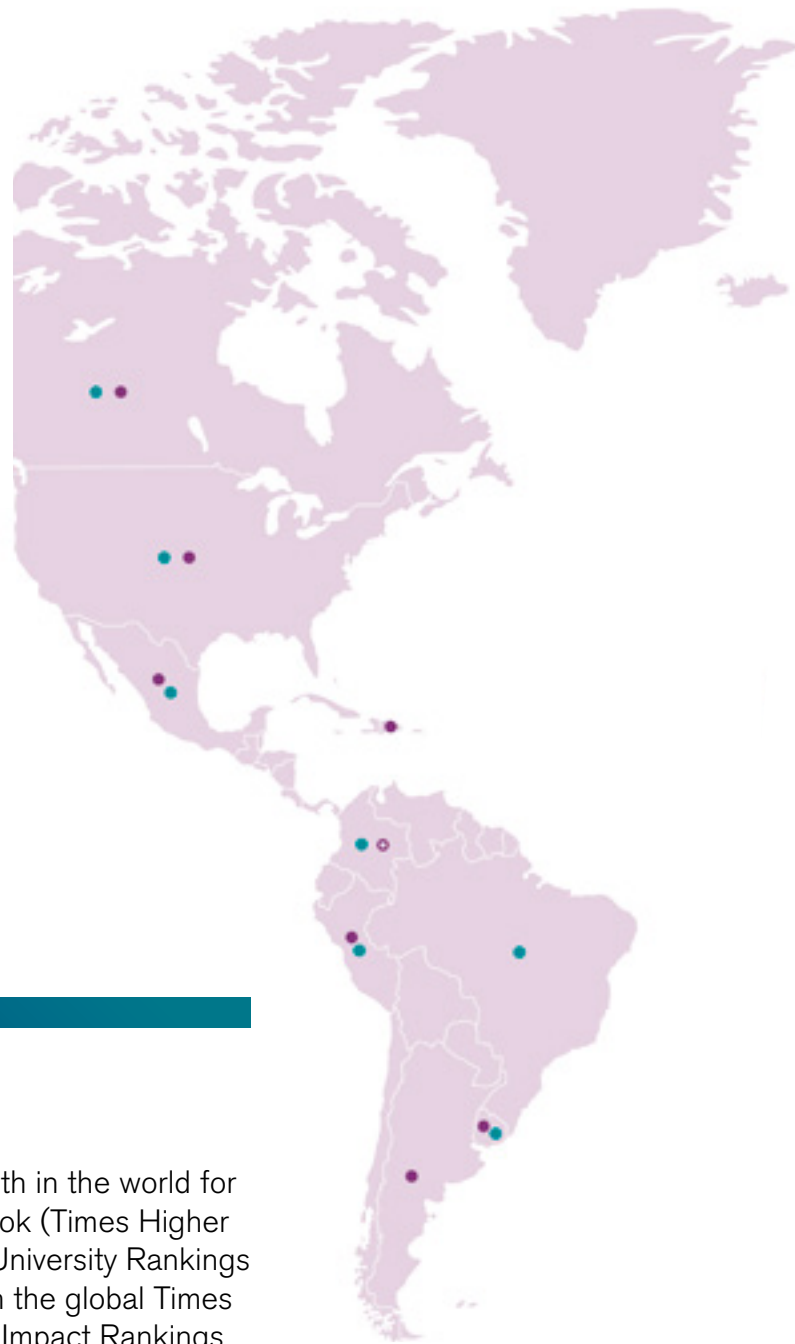 th in the world for
ok (Times Higher
University Rankings
n the global Times
Impact Rankings